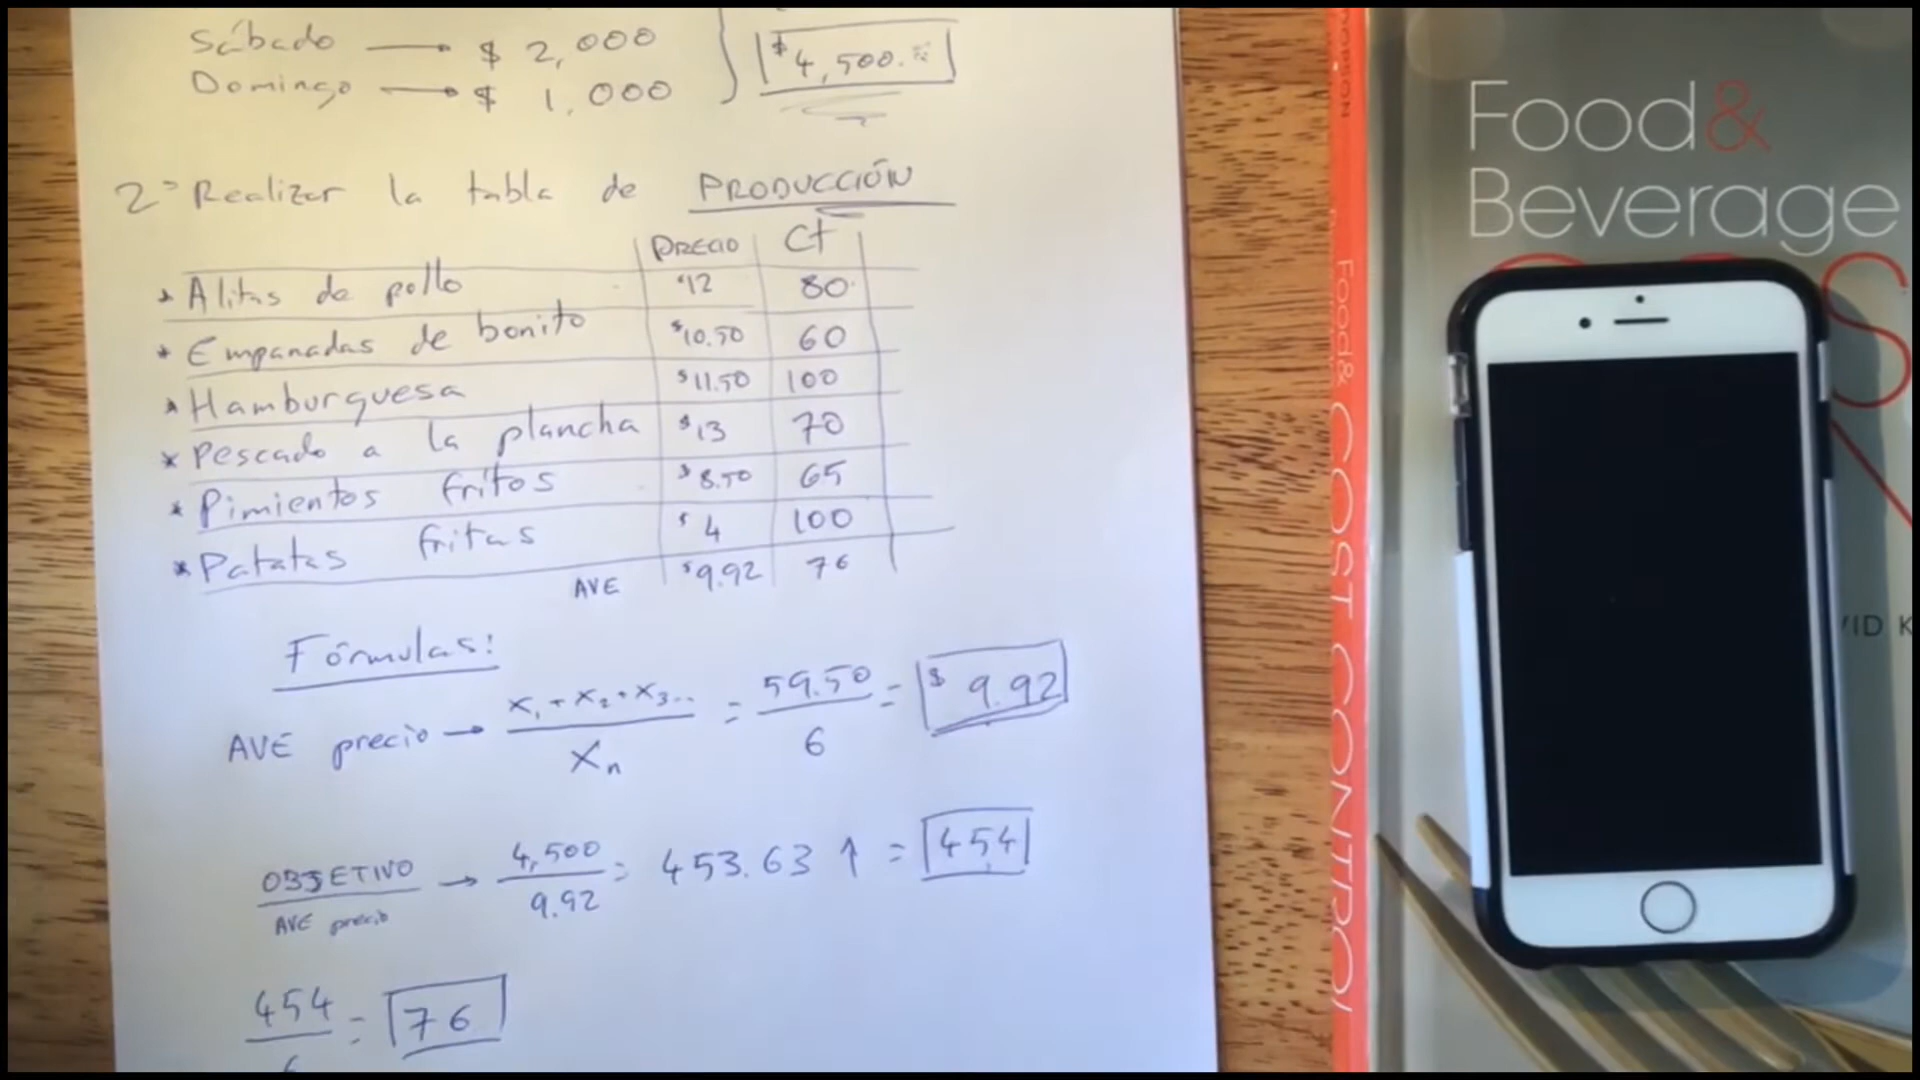 Sábado → $ 2,000
Domingo → $ 1,000
$4,500.
2º Realizar la tabla de PRODUCCIÓN
PRECIO Ct
* Alitas de pollo $12 80
* Empanadas de bonito $10.50 60
* Hamburguesa $11.50 100
* Pescado a la plancha $13 70
* Pimientos fritos $8.50 65
* Patatas fritas $4 100
AVE $9.92 76
Fórmulas:
AVE precio → X₁ + X₂ + X₃.. / Xn = 59.50 / 6 = $ 9.92
OBJETIVO / AVE precio → 4,500 / 9.92 = 453.63 ↑ = 454
454 / 6 = 76
Food &
Beverage
Food & COST CONTROL
VID K